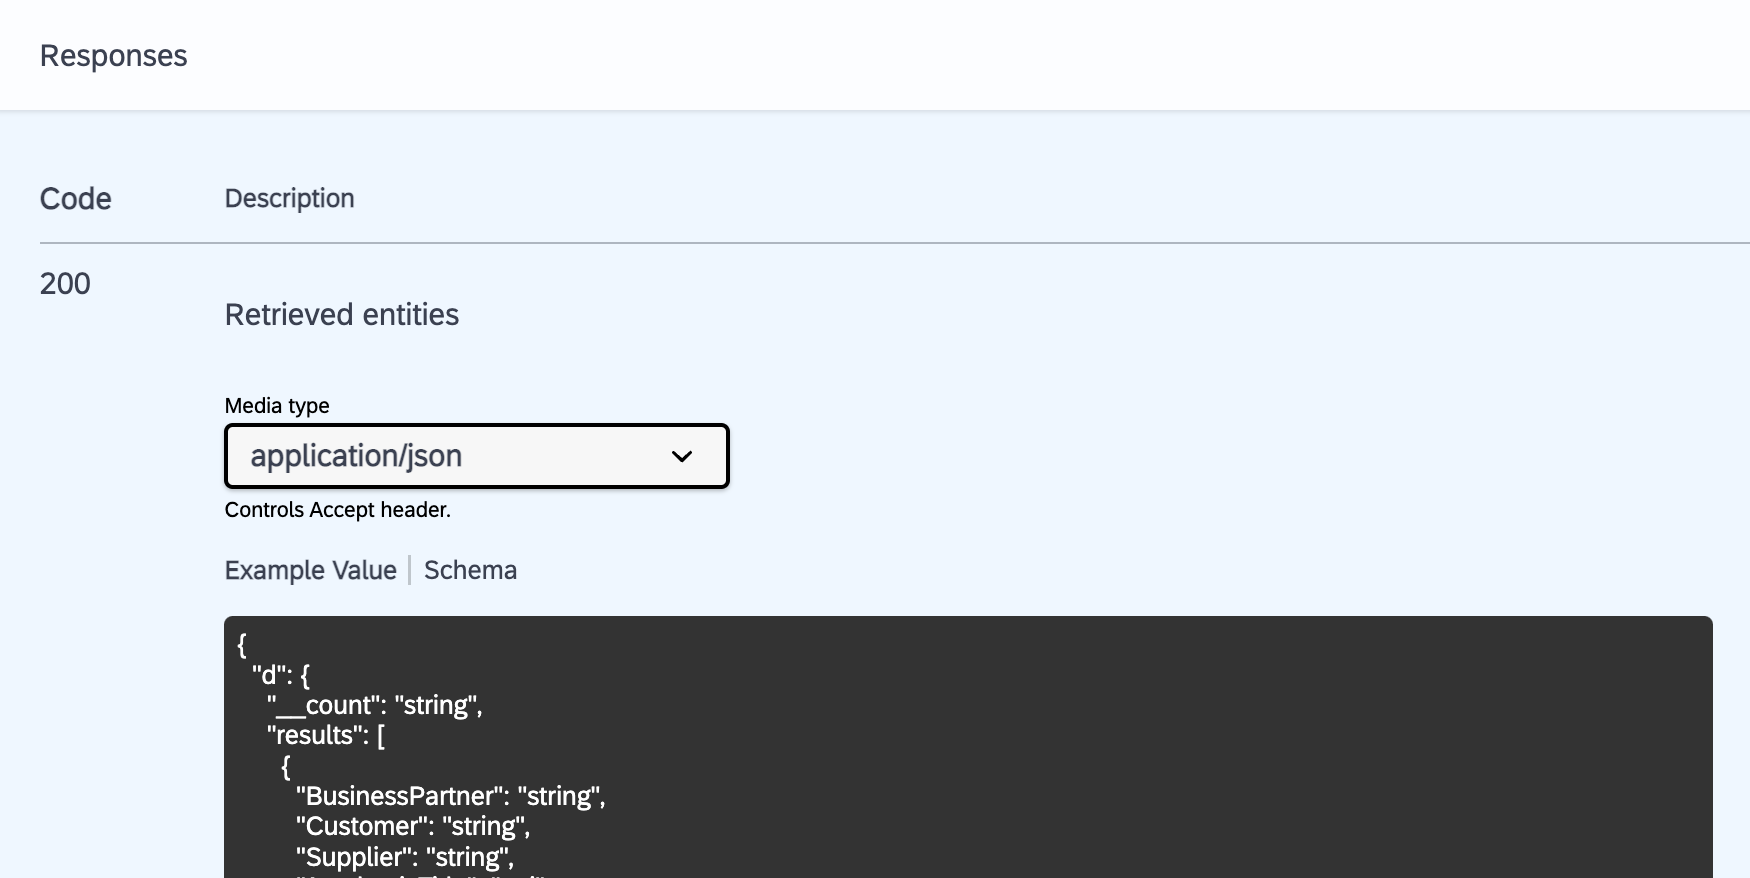 Responses
Code Description
200
Retrieved entities
Media type
application/json
Controls Accept header.
Example Value | Schema
{
  "d": {
    "__count": "string",
    "results": [
      {
        "BusinessPartner": "string",
        "Customer": "string",
        "Supplier": "string",